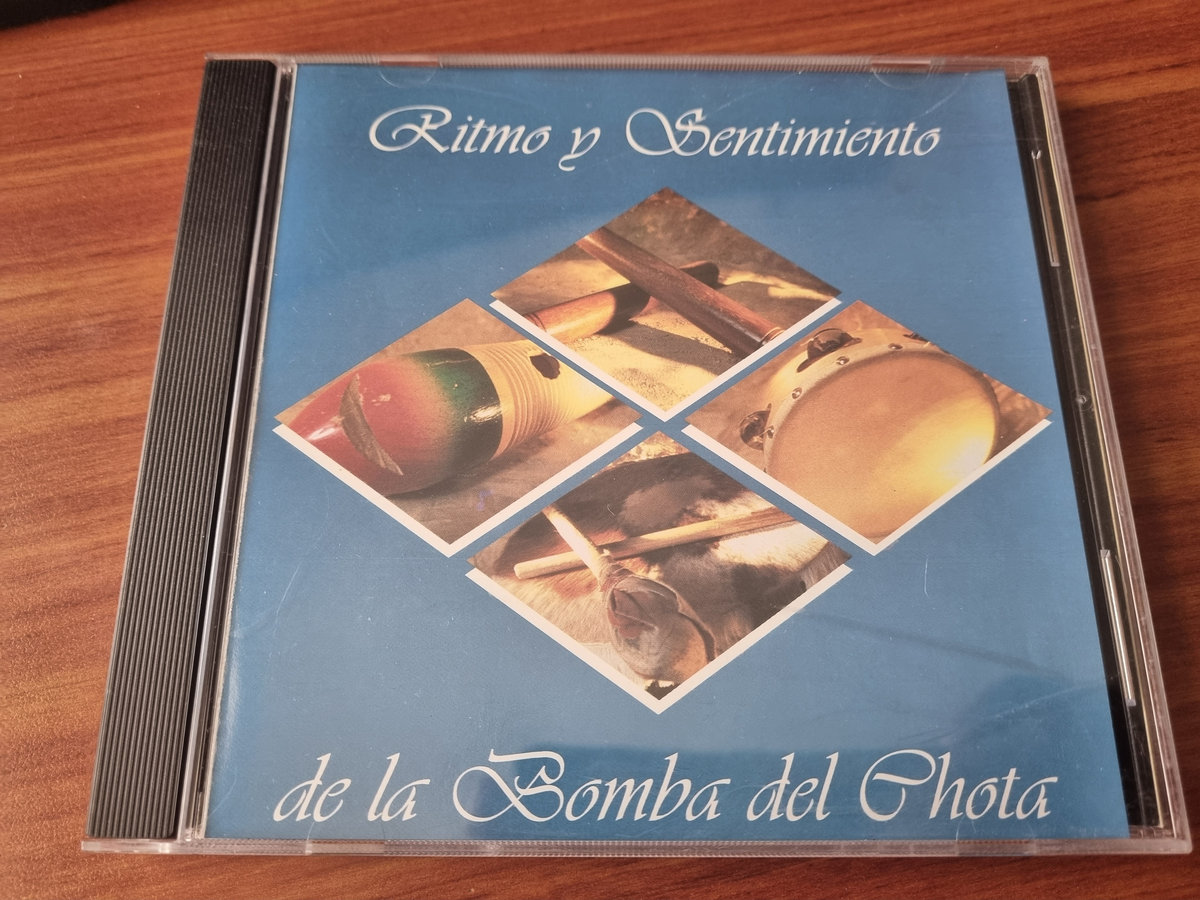 Ritmo y Sentimiento
de la Bomba del Chota